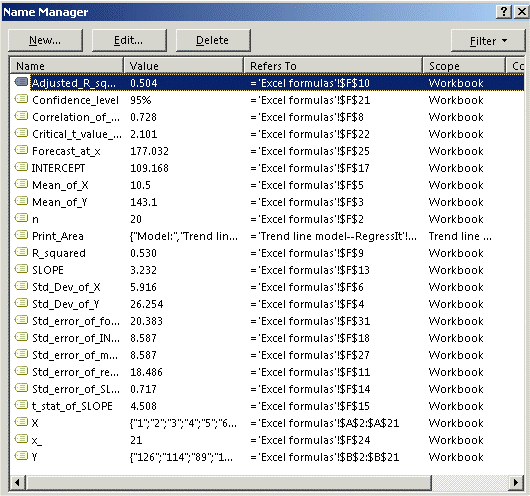 Name Manager
New... Edit... Delete Filter
Name Value Refers To Scope Cc
Adjusted_R_sq... 0.504 ='Excel formulas'!$F$10 Workbook
Confidence_level 95% ='Excel formulas'!$F$21 Workbook
Correlation_of_... 0.728 ='Excel formulas'!$F$8 Workbook
Critical_t_value_... 2.101 ='Excel formulas'!$F$22 Workbook
Forecast_at_x 177.032 ='Excel formulas'!$F$25 Workbook
INTERCEPT 109.168 ='Excel formulas'!$F$17 Workbook
Mean_of_X 10.5 ='Excel formulas'!$F$5 Workbook
Mean_of_Y 143.1 ='Excel formulas'!$F$3 Workbook
n 20 ='Excel formulas'!$F$2 Workbook
Print_Area {"Model:","Trend lin... ='Trend line model--RegressIt'!... Trend line ...
R_squared 0.530 ='Excel formulas'!$F$9 Workbook
SLOPE 3.232 ='Excel formulas'!$F$13 Workbook
Std_Dev_of_X 5.916 ='Excel formulas'!$F$6 Workbook
Std_Dev_of_Y 26.254 ='Excel formulas'!$F$4 Workbook
Std_error_of_fo... 20.383 ='Excel formulas'!$F$31 Workbook
Std_error_of_IN... 8.587 ='Excel formulas'!$F$18 Workbook
Std_error_of_m... 8.587 ='Excel formulas'!$F$27 Workbook
Std_error_of_re... 18.486 ='Excel formulas'!$F$11 Workbook
Std_error_of_SL... 0.717 ='Excel formulas'!$F$14 Workbook
t_stat_of_SLOPE 4.508 ='Excel formulas'!$F$15 Workbook
X {"1";"2";"3";"4";"5";"6... ='Excel formulas'!$A$2:$A$21 Workbook
x_ 21 ='Excel formulas'!$F$24 Workbook
Y {"126";"114";"89";"1... ='Excel formulas'!$B$2:$B$21 Workbook